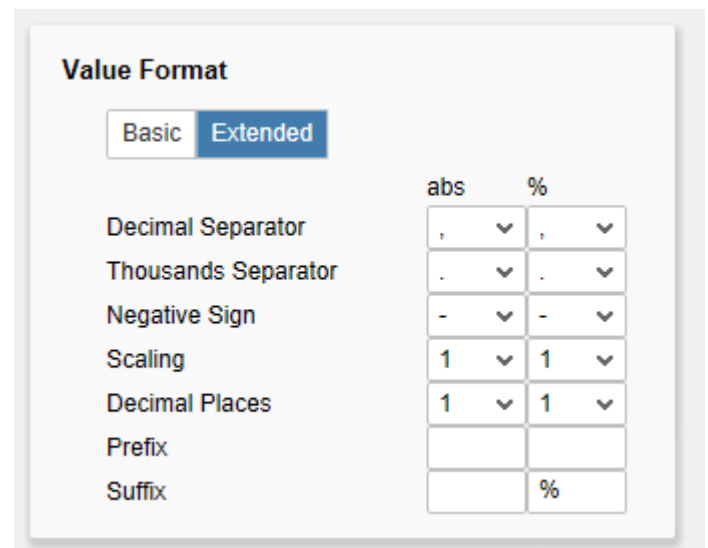 Value Format
Basic Extended
abs %
Decimal Separator , ,
Thousands Separator . .
Negative Sign - -
Scaling 1 1
Decimal Places 1 1
Prefix
Suffix %